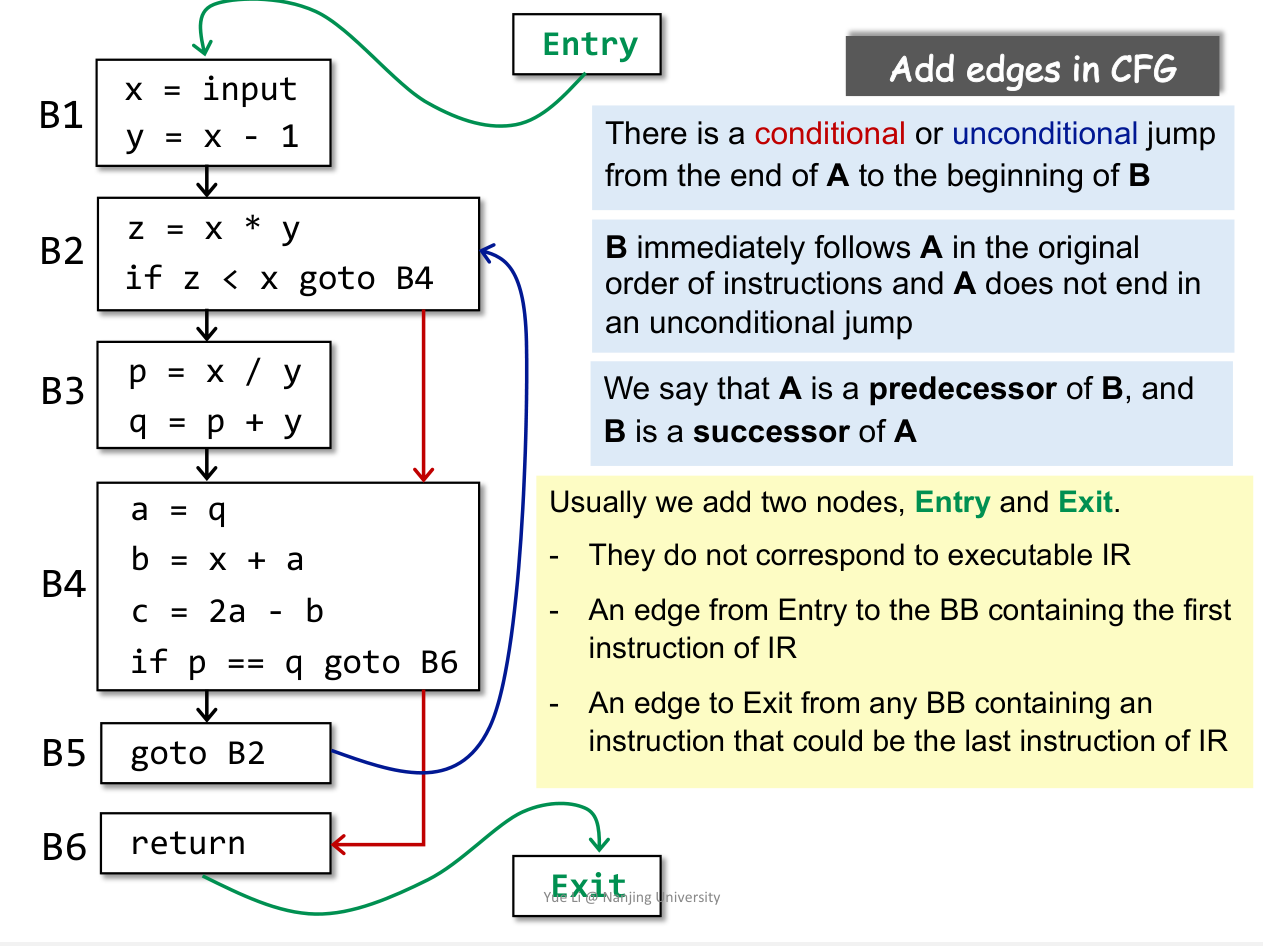 Entry
Add edges in CFG
B1
x = input
y = x - 1
There is a conditional or unconditional jump
from the end of A to the beginning of B
B2
z = x * y
if z < x goto B4
B immediately follows A in the original
order of instructions and A does not end in
an unconditional jump
B3
p = x / y
q = p + y
We say that A is a predecessor of B, and
B is a successor of A
B4
a = q
b = x + a
c = 2a - b
if p == q goto B6
Usually we add two nodes, Entry and Exit.
- They do not correspond to executable IR
- An edge from Entry to the BB containing the first
instruction of IR
- An edge to Exit from any BB containing an
instruction that could be the last instruction of IR
B5
goto B2
B6
return
Exit
Yue Li @ Nanjing University